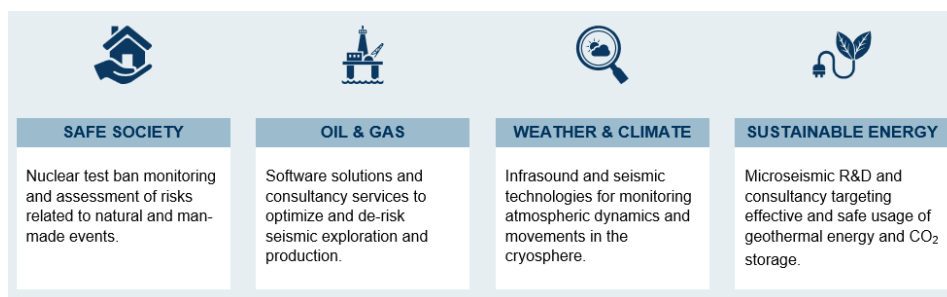 SAFE SOCIETY
Nuclear test ban monitoring
and assessment of risks
related to natural and man-
made events.
OIL & GAS
Software solutions and
consultancy services to
optimize and de-risk
seismic exploration and
production.
WEATHER & CLIMATE
Infrasound and seismic
technologies for monitoring
atmospheric dynamics and
movements in the
cryosphere.
SUSTAINABLE ENERGY
Microseismic R&D and
consultancy targeting
effective and safe usage of
geothermal energy and CO₂
storage.